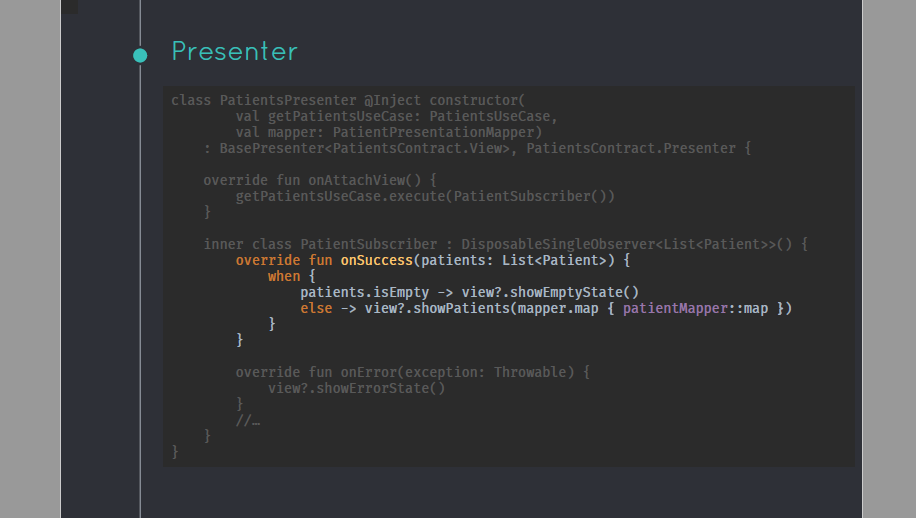 Presenter
class PatientsPresenter @Inject constructor(
        val getPatientsUseCase: PatientsUseCase,
        val mapper: PatientPresentationMapper)
    : BasePresenter<PatientsContract.View>, PatientsContract.Presenter {
    override fun onAttachView() {
        getPatientsUseCase.execute(PatientSubscriber())
    }
    inner class PatientSubscriber : DisposableSingleObserver<List<Patient>>() {
        override fun onSuccess(patients: List<Patient>) {
            when {
                patients.isEmpty -> view?.showEmptyState()
                else -> view?.showPatients(mapper.map { patientMapper::map })
            }
        }
        override fun onError(exception: Throwable) {
            view?.showErrorState()
        }
        //…
    }
}